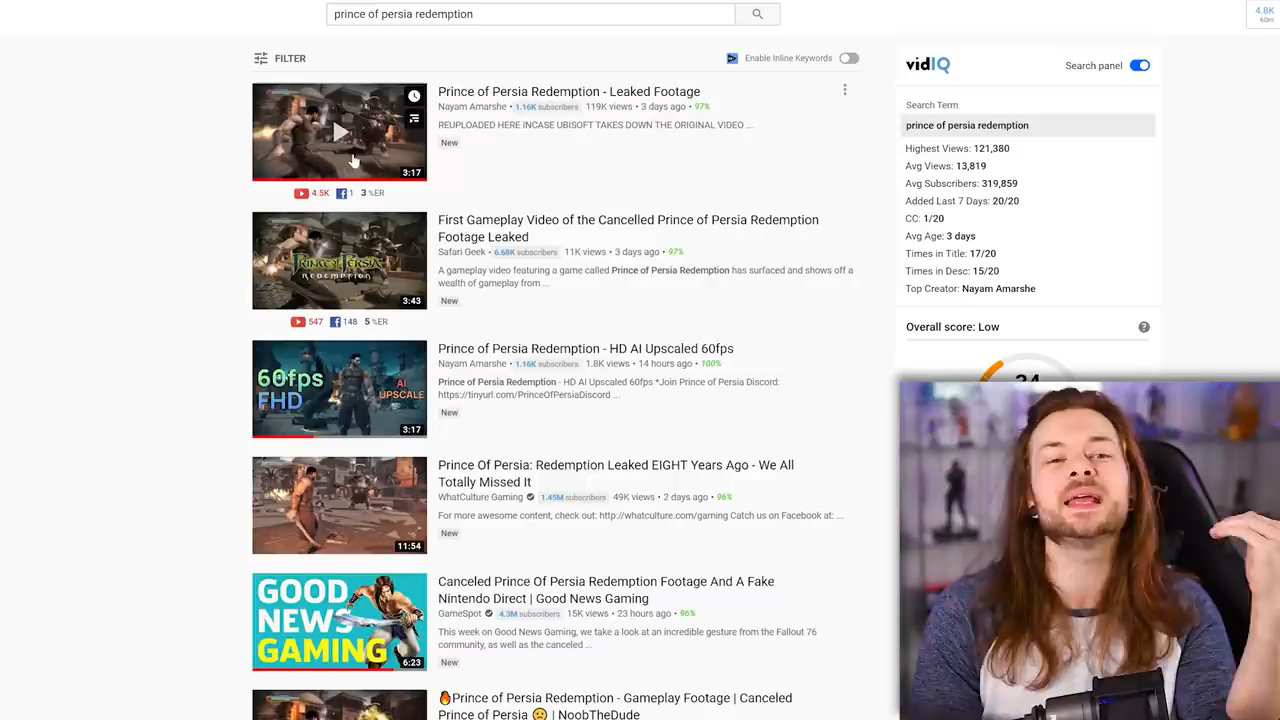 prince of persia redemption
4.8K
60m
FILTER
Enable Inline Keywords
3:17
4.5K 1 3 %ER
Prince of Persia Redemption - Leaked Footage
Nayam Amarshe • 1.16K subscribers 119K views • 3 days ago • 97%
REUPLOADED HERE INCASE UBISOFT TAKES DOWN THE ORIGINAL VIDEO ...
New
PRINCE OF PERSIA
REDEMPTION
3:43
547 148 5 %ER
First Gameplay Video of the Cancelled Prince of Persia Redemption
Footage Leaked
Safari Geek • 6.68K subscribers 11K views • 3 days ago • 97%
A gameplay video featuring a game called Prince of Persia Redemption has surfaced and shows off a
wealth of gameplay from ...
New
60fps
FHD
AI
UPSCALE
3:17
Prince of Persia Redemption - HD AI Upscaled 60fps
Nayam Amarshe • 1.16K subscribers 1.8K views • 14 hours ago • 100%
Prince of Persia Redemption - HD AI Upscaled 60fps *Join Prince of Persia Discord:
https://tinyurl.com/PrinceOfPersiaDiscord ...
New
11:54
Prince Of Persia: Redemption Leaked EIGHT Years Ago - We All
Totally Missed It
WhatCulture Gaming 1.45M subscribers 49K views • 2 days ago • 96%
For more awesome content, check out: http://whatculture.com/gaming Catch us on Facebook at: ...
New
GOOD
NEWS
GAMING
6:23
Canceled Prince Of Persia Redemption Footage And A Fake
Nintendo Direct | Good News Gaming
GameSpot 4.3M subscribers 15K views • 23 hours ago • 96%
This week on Good News Gaming, we take a look at an incredible gesture from the Fallout 76
community, as well as the canceled ...
New
🔥Prince of Persia Redemption - Gameplay Footage | Canceled
Prince of Persia 😥 | NoobTheDude
vidIQ
Search panel
Search Term
prince of persia redemption
Highest Views: 121,380
Avg Views: 13,819
Avg Subscribers: 319,859
Added Last 7 Days: 20/20
CC: 1/20
Avg Age: 3 days
Times in Title: 17/20
Times in Desc: 15/20
Top Creator: Nayam Amarshe
Overall score: Low
?